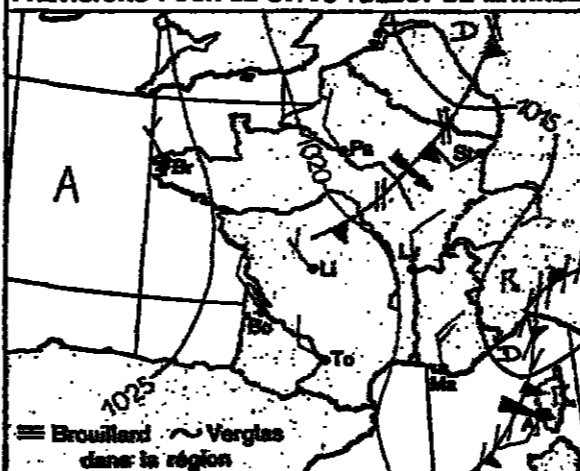 D
1015
Pa
St
1020
A
Br
Li
L
R
Bo
D
To
Ma
1025
A
Brouillard Verglas
dans la région